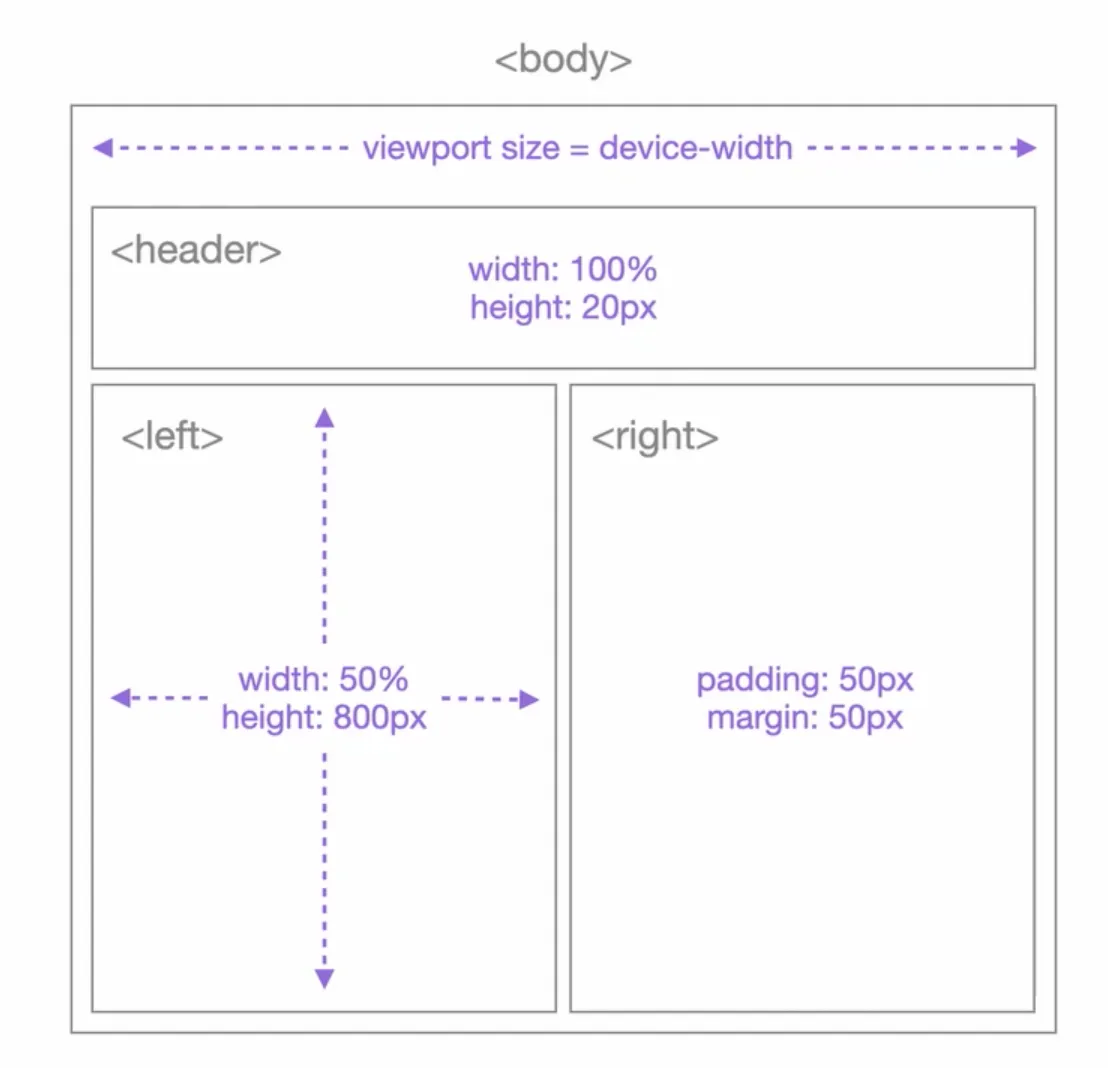 <body>
viewport size = device-width
<header>
width: 100%
height: 20px
<left>
width: 50%
height: 800px
<right>
padding: 50px
margin: 50px